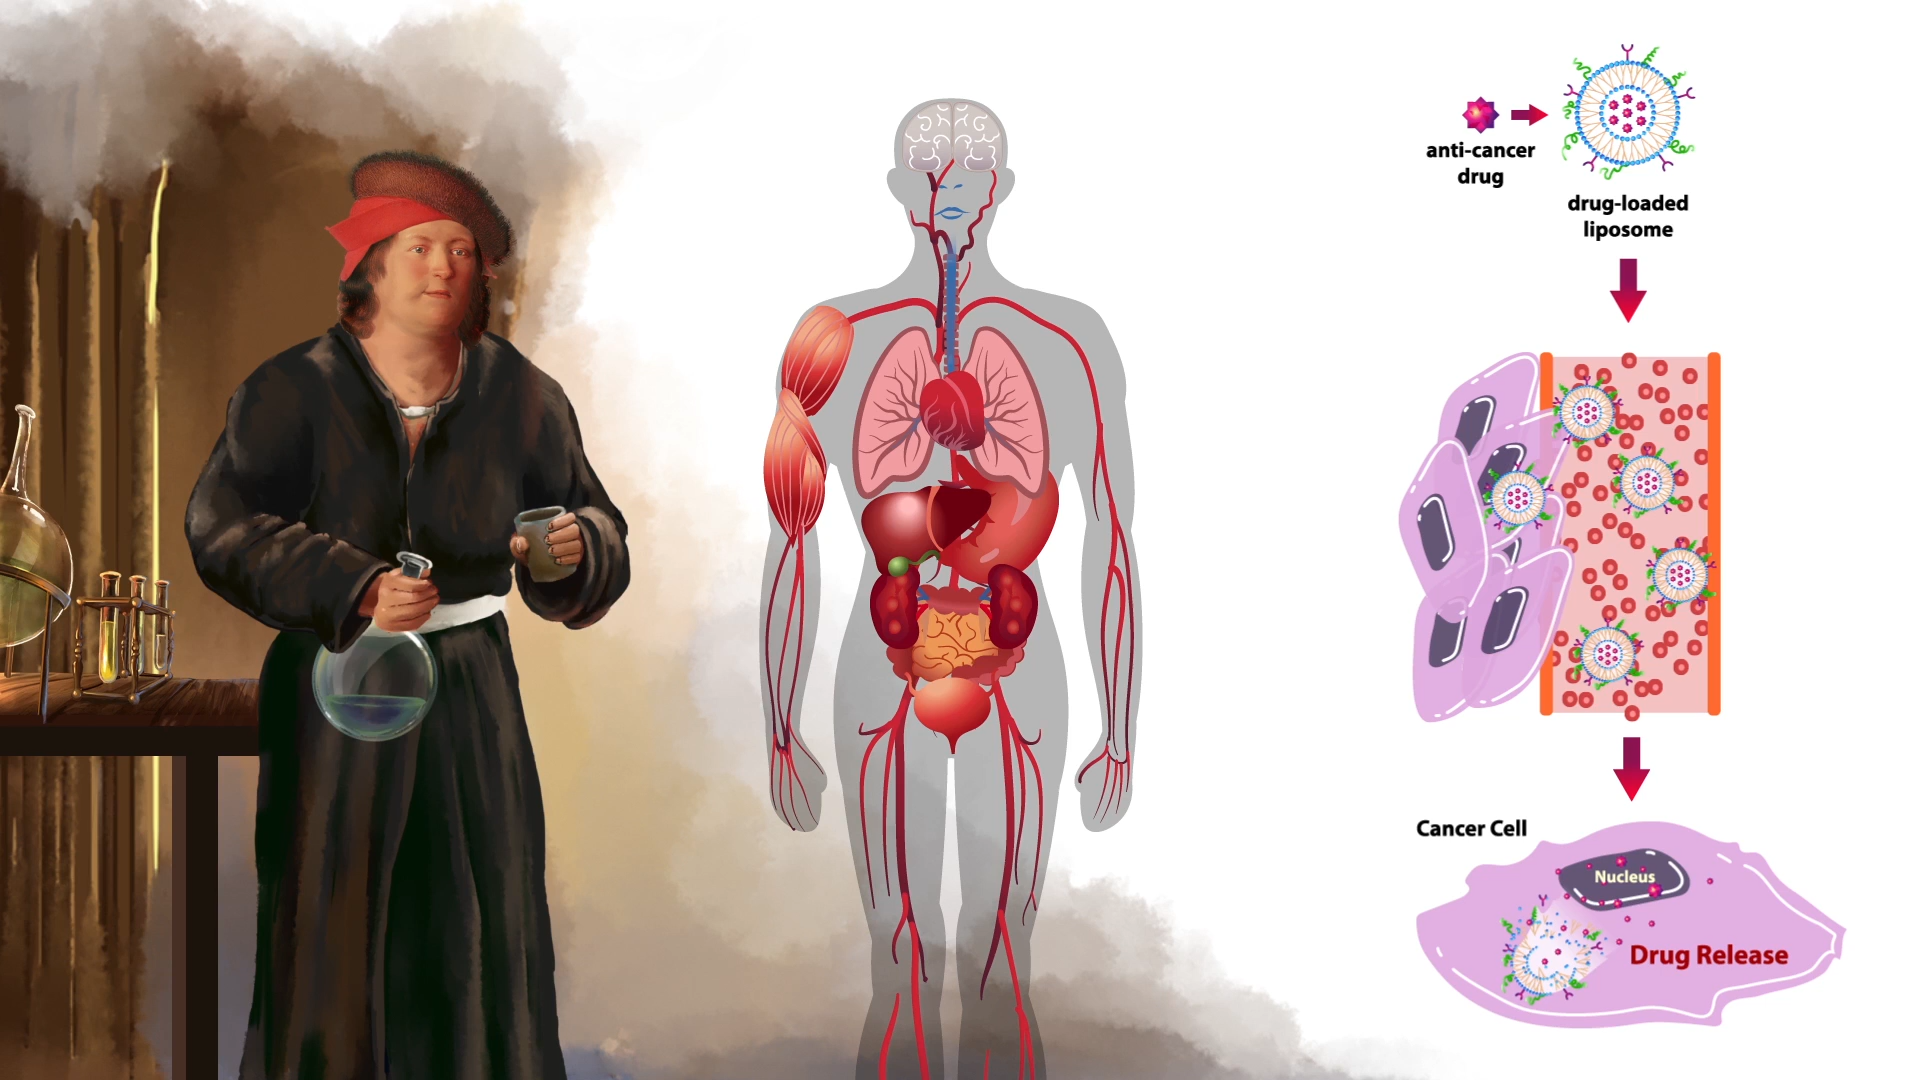 anti-cancer
drug
drug-loaded
liposome
Cancer Cell
Nucleus
Drug Release